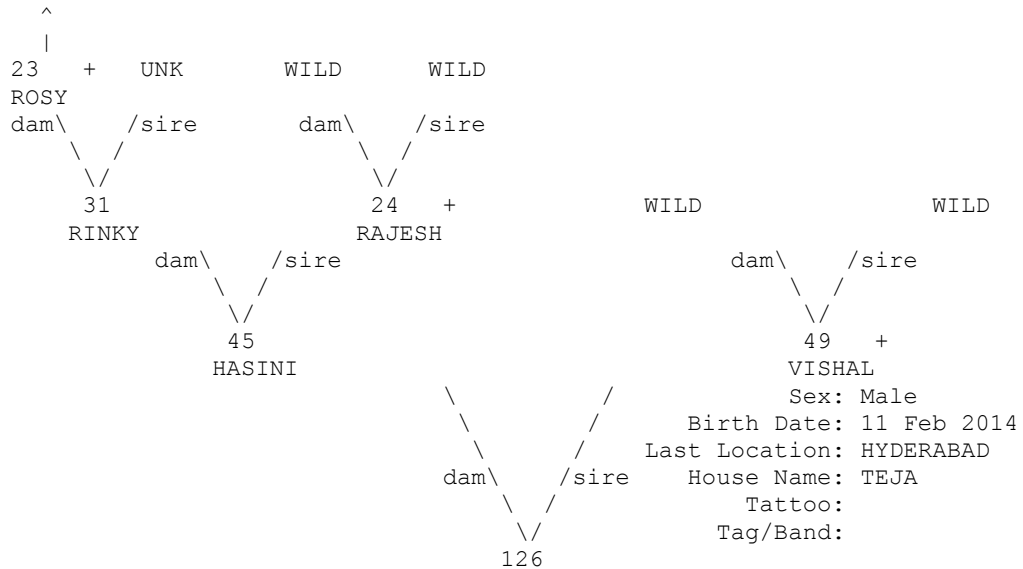 ^
|
23 + UNK WILD WILD
ROSY
dam\ /sire dam\ /sire
\ / \ /
\/ \/
31 24 + WILD WILD
RINKY RAJESH
dam\ /sire dam\ /sire
\ / \ /
\/ \/
45 49 +
HASINI VISHAL
\ / Sex: Male
\ / Birth Date: 11 Feb 2014
\ / Last Location: HYDERABAD
dam\ /sire House Name: TEJA
\ / Tattoo:
\/ Tag/Band:
126